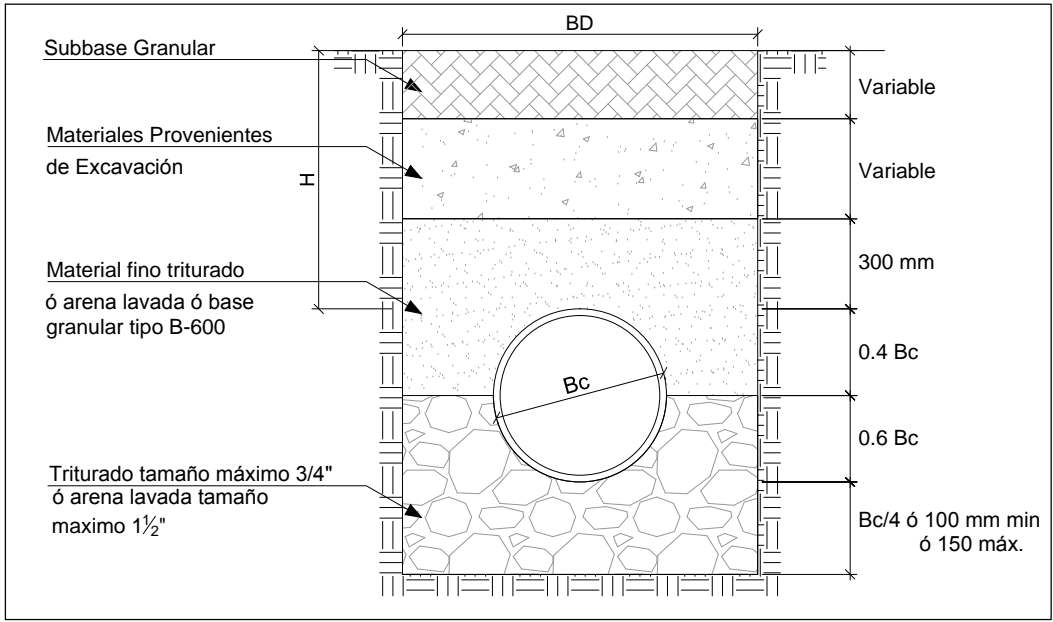 BD
Subbase Granular
Variable
Materiales Provenientes
de Excavación
Variable
H
Material fino triturado
ó arena lavada ó base
granular tipo B-600
300 mm
0.4 Bc
Bc
0.6 Bc
Triturado tamaño máximo 3/4"
ó arena lavada tamaño
maximo 1½"
Bc/4 ó 100 mm min
ó 150 máx.